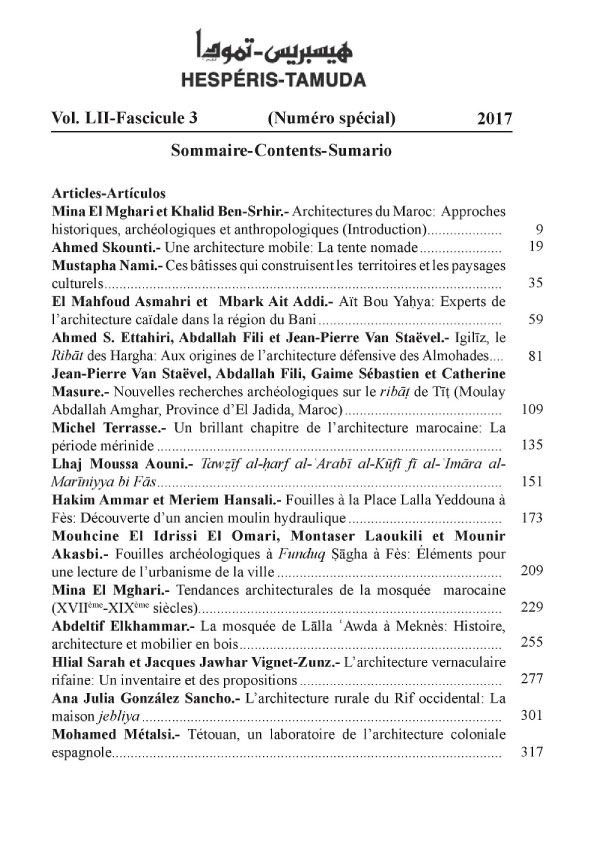 هيسبريس-تمودا
HESPÉRIS-TAMUDA
Vol. LII-Fascicule 3 (Numéro spécial) 2017
Sommaire-Contents-Sumario
Articles-Artículos
Mina El Mghari et Khalid Ben-Srhir.- Architectures du Maroc: Approches
historiques, archéologiques et anthropologiques (Introduction).................... 9
Ahmed Skounti.- Une architecture mobile: La tente nomade ...................... 19
Mustapha Nami.- Ces bâtisses qui construisent les territoires et les paysages
culturels.......................................................................................................... 35
El Mahfoud Asmahri et Mbark Ait Addi.- Aït Bou Yaḥya: Experts de
l’architecture caïdale dans la région du Bani ................................................. 59
Ahmed S. Ettahiri, Abdallah Fili et Jean-Pierre Van Staëvel.- Igilīz, le
Ribāt des Hargha: Aux origines de l’architecture défensive des Almohades.... 81
Jean-Pierre Van Staëvel, Abdallah Fili, Gaime Sébastien et Catherine
Masure.- Nouvelles recherches archéologiques sur le ribāṭ de Tīṭ (Moulay
Abdallah Amghar, Province d’El Jadida, Maroc) .......................................... 109
Michel Terrasse.- Un brillant chapitre de l’architecture marocaine: La
période mérinide ............................................................................................ 135
Lhaj Moussa Aouni.- Tawẓīf al-ḥarf al-ʿArabī al-Kūfī fī al-ʿImāra al-
Marīniyya bi Fās............................................................................................ 151
Hakim Ammar et Meriem Hansali.- Fouilles à la Place Lalla Yeddouna à
Fès: Découverte d’un ancien moulin hydraulique ......................................... 173
Mouhcine El Idrissi El Omari, Montaser Laoukili et Mounir
Akasbi.- Fouilles archéologiques à Funduq Ṣāgha à Fès: Éléments pour
une lecture de l’urbanisme de la ville ............................................................ 209
Mina El Mghari.- Tendances architecturales de la mosquée marocaine
(XVIIème-XIXème siècles)................................................................................. 229
Abdeltif Elkhammar.- La mosquée de Lālla ʿAwda à Meknès: Histoire,
architecture et mobilier en bois...................................................................... 255
Hlial Sarah et Jacques Jawhar Vignet-Zunz.- L’architecture vernaculaire
rifaine: Un inventaire et des propositions ...................................................... 277
Ana Julia González Sancho.- L’architecture rurale du Rif occidental: La
maison jebliya ................................................................................................ 301
Mohamed Métalsi.- Tétouan, un laboratoire de l’architecture coloniale
espagnole........................................................................................................ 317